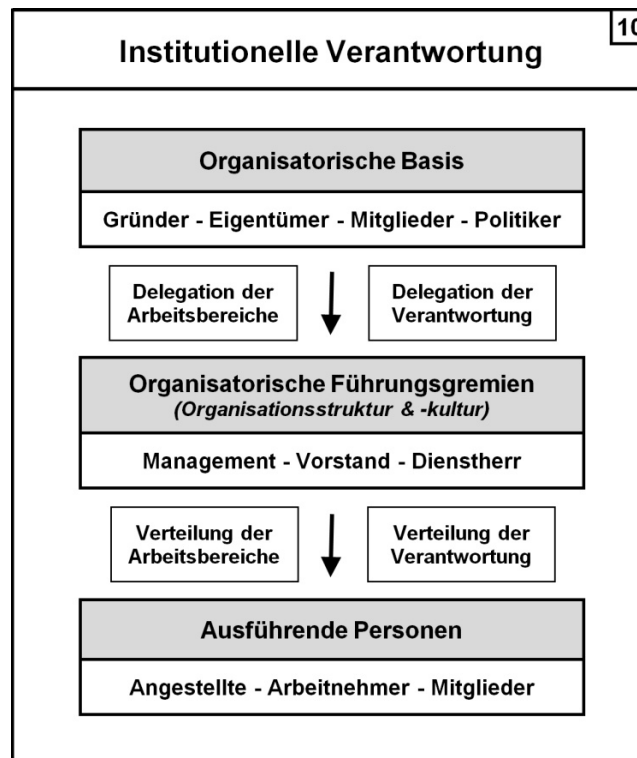 10
Institutionelle Verantwortung
Organisatorische Basis
Gründer - Eigentümer - Mitglieder - Politiker
Delegation der
Arbeitsbereiche
Delegation der
Verantwortung
Organisatorische Führungsgremien
(Organisationsstruktur & -kultur)
Management - Vorstand - Dienstherr
Verteilung der
Arbeitsbereiche
Verteilung der
Verantwortung
Ausführende Personen
Angestellte - Arbeitnehmer - Mitglieder